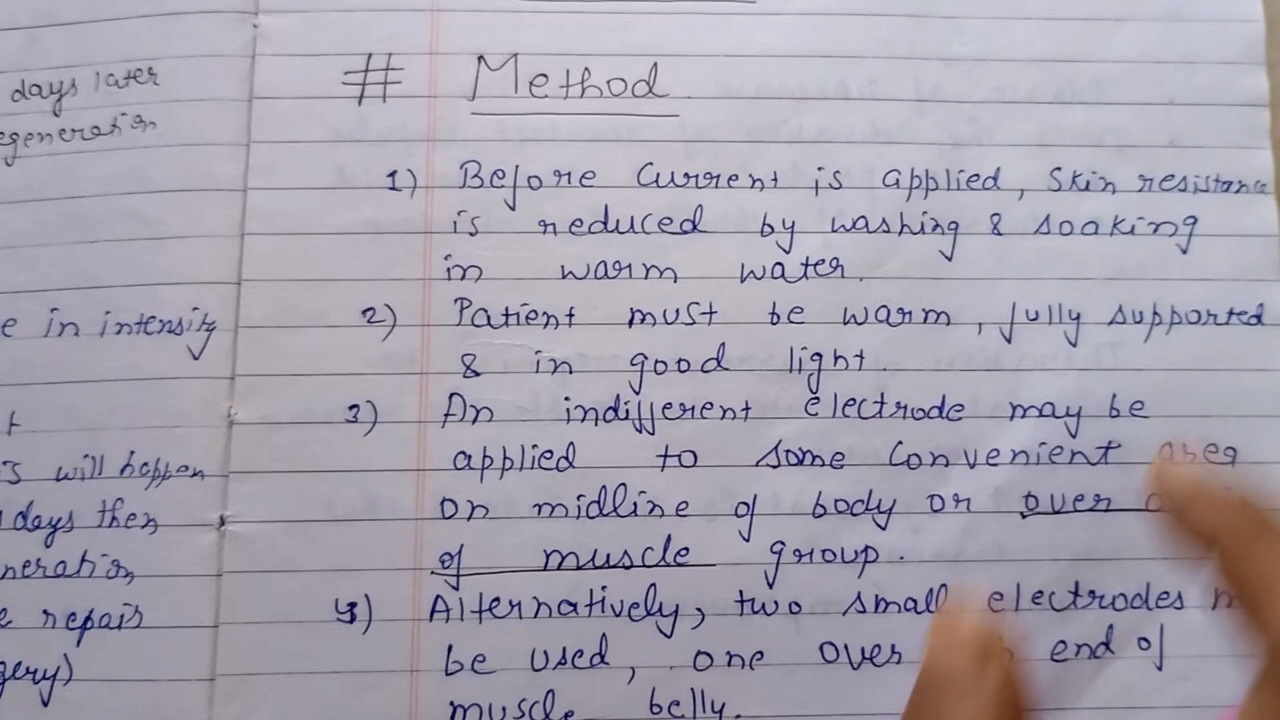 days later
egeneration
e in intensity
s will happen
days then
neration
e repair
gery)
# Method
1) Before current is applied, skin resistance
is reduced by washing & soaking
in warm water.
2) Patient must be warm, fully supported
& in good light.
3) An indifferent electrode may be
applied to some convenient area
on midline of body or over
of muscle group.
4) Alternatively, two small electrodes
be used, one over end of
muscle belly.